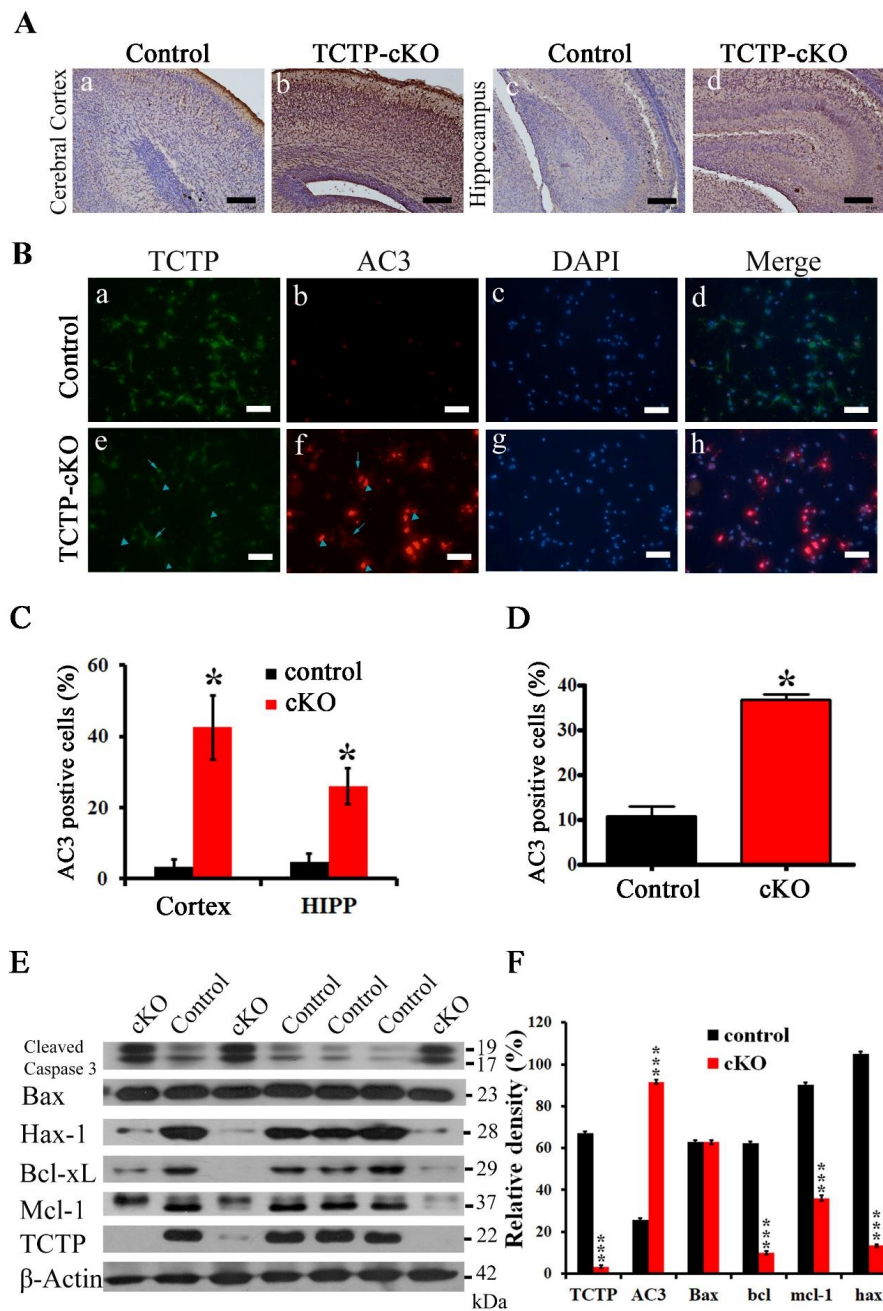 A
Control
TCTP-cKO
Control
TCTP-cKO
Cerebral Cortex
a
b
Hippocampus
c
d
B
TCTP
AC3
DAPI
Merge
Control
a
b
c
d
TCTP-cKO
e
f
g
h
C
AC3 postive cells (%)
60
40
20
0
control
cKO
*
*
Cortex
HIPP
D
AC3 positive cells (%)
40
30
20
10
0
*
Control
cKO
E
cKO
Control
cKO
Control
Control
Control
cKO
Cleaved
Caspase 3
19
17
Bax
23
Hax-1
28
Bcl-xL
29
Mcl-1
37
TCTP
22
β-Actin
42
kDa
F
Relative density (%)
120
100
80
60
40
20
0
control
cKO
***
***
***
***
***
TCTP
AC3
Bax
bcl
mcl-1
hax